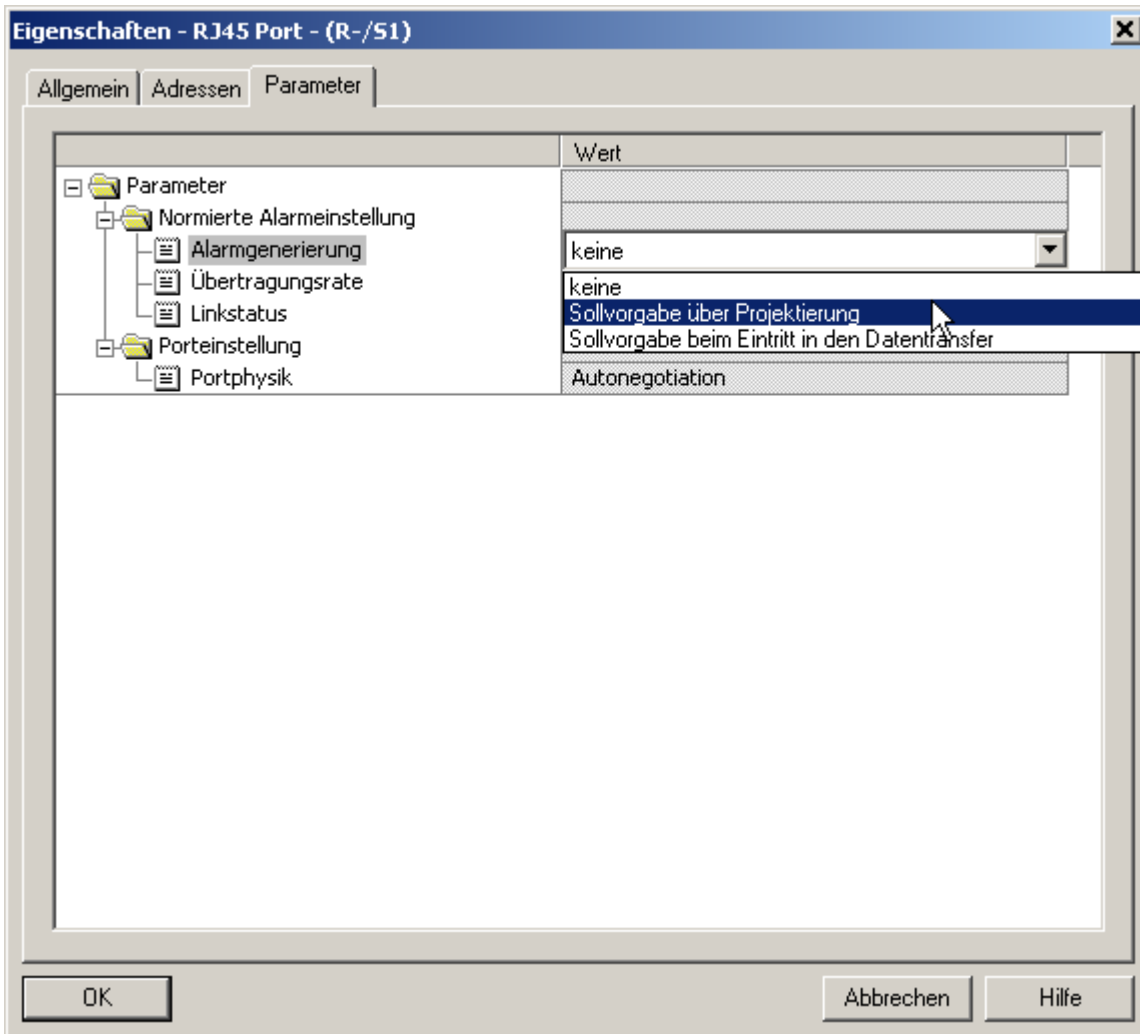 Eigenschaften - RJ45 Port - (R-/S1)
Allgemein Adressen Parameter
Wert
Parameter
Normierte Alarmeinstellung
Alarmgenerierung keine
Übertragungsrate keine
Linkstatus Sollvorgabe über Projektierung
Porteinstellung Sollvorgabe beim Eintritt in den Datentransfer
Portphysik Autonegotiation
OK Abbrechen Hilfe